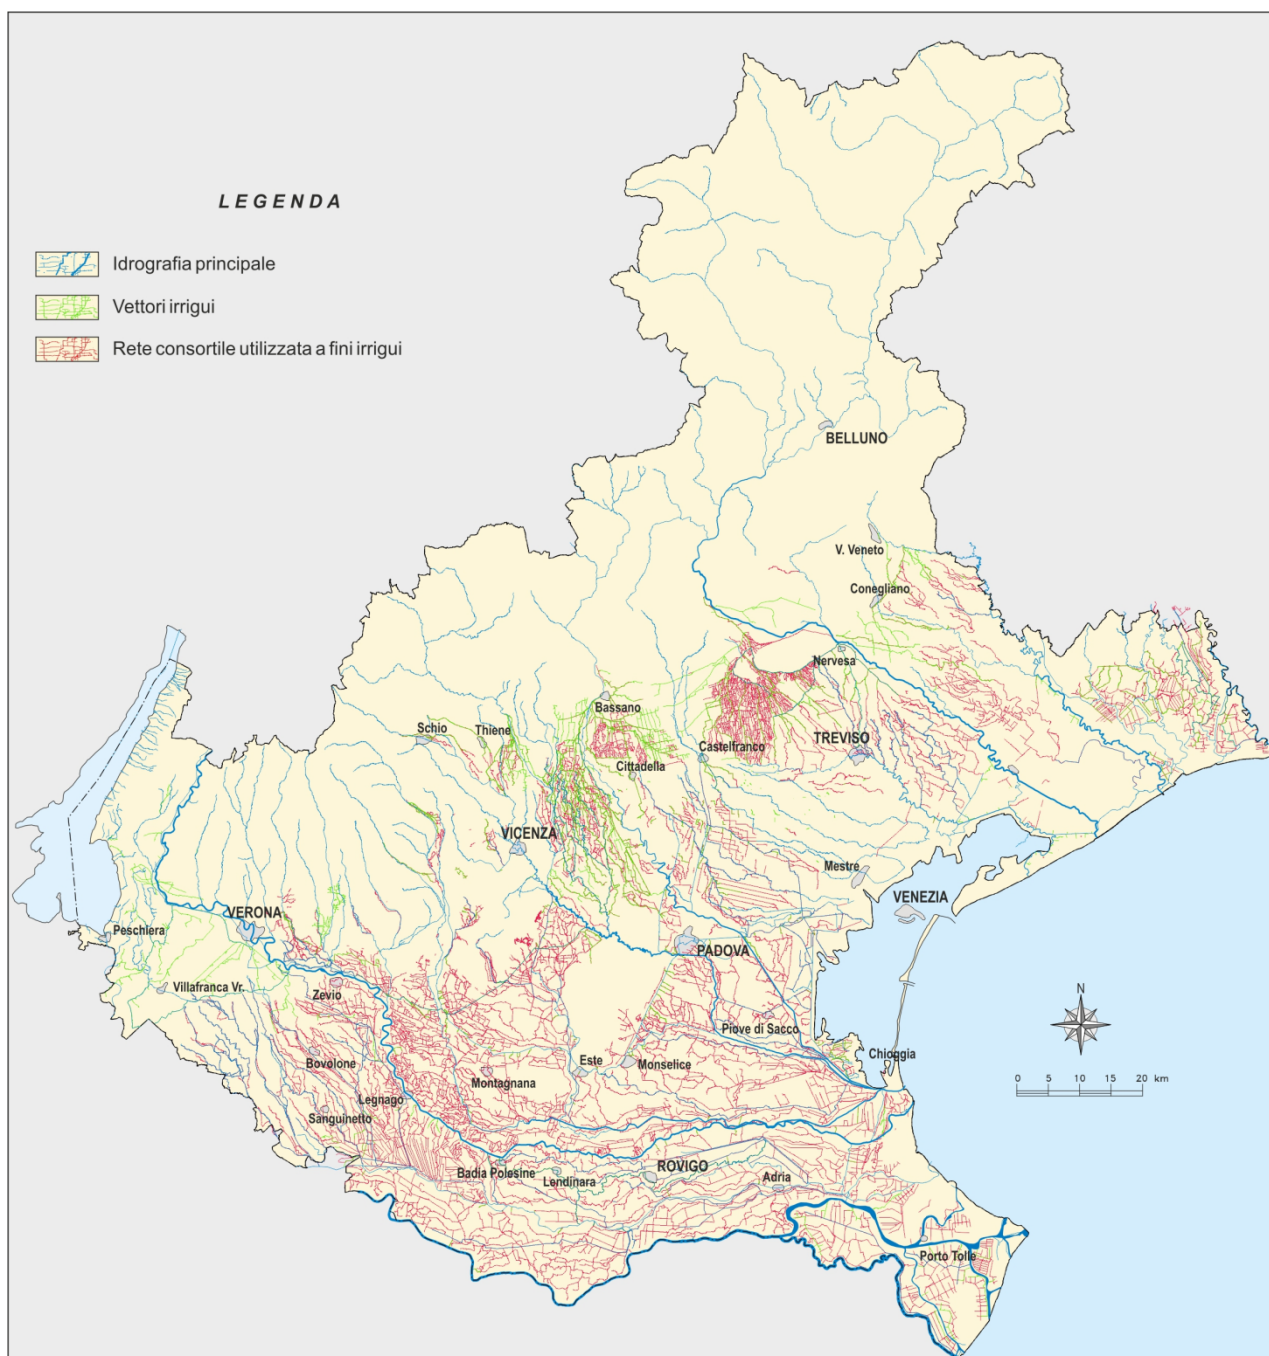 LEGENDA
Idrografia principale
Vettori irrigui
Rete consortile utilizzata a fini irrigui
BELLUNO
V. Veneto
Conegliano
Nervesa
Bassano
Schio
Thiene
TREVISO
Castelfranco
Cittadella
VICENZA
Mestre
VENEZIA
VERONA
Peschiera
PADOVA
Villafranca Vr.
Zevio
N
Piove di Sacco
Chioggia
Bovolone
Este
Monselice
Montagnana
0 5 10 15 20 km
Legnago
Sanguinetto
Badia Polesine
ROVIGO
Lendinara
Adria
Porto Tolle